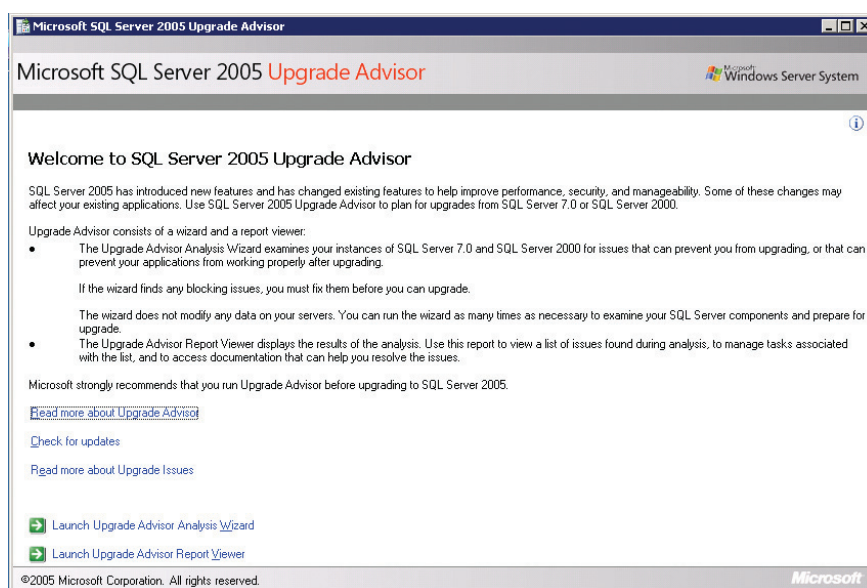 Microsoft SQL Server 2005 Upgrade Advisor
Microsoft SQL Server 2005 Upgrade Advisor
Microsoft
Windows Server System
Welcome to SQL Server 2005 Upgrade Advisor
SQL Server 2005 has introduced new features and has changed existing features to help improve performance, security, and manageability. Some of these changes may
affect your existing applications. Use SQL Server 2005 Upgrade Advisor to plan for upgrades from SQL Server 7.0 or SQL Server 2000.
Upgrade Advisor consists of a wizard and a report viewer:
• The Upgrade Advisor Analysis Wizard examines your instances of SQL Server 7.0 and SQL Server 2000 for issues that can prevent you from upgrading, or that can
prevent your applications from working properly after upgrading.
If the wizard finds any blocking issues, you must fix them before you can upgrade.
The wizard does not modify any data on your servers. You can run the wizard as many times as necessary to examine your SQL Server components and prepare for
upgrade.
• The Upgrade Advisor Report Viewer displays the results of the analysis. Use this report to view a list of issues found during analysis, to manage tasks associated
with the list, and to access documentation that can help you resolve the issues.
Microsoft strongly recommends that you run Upgrade Advisor before upgrading to SQL Server 2005.
Read more about Upgrade Advisor
Check for updates
Read more about Upgrade Issues
Launch Upgrade Advisor Analysis Wizard
Launch Upgrade Advisor Report Viewer
©2005 Microsoft Corporation. All rights reserved.
Microsoft